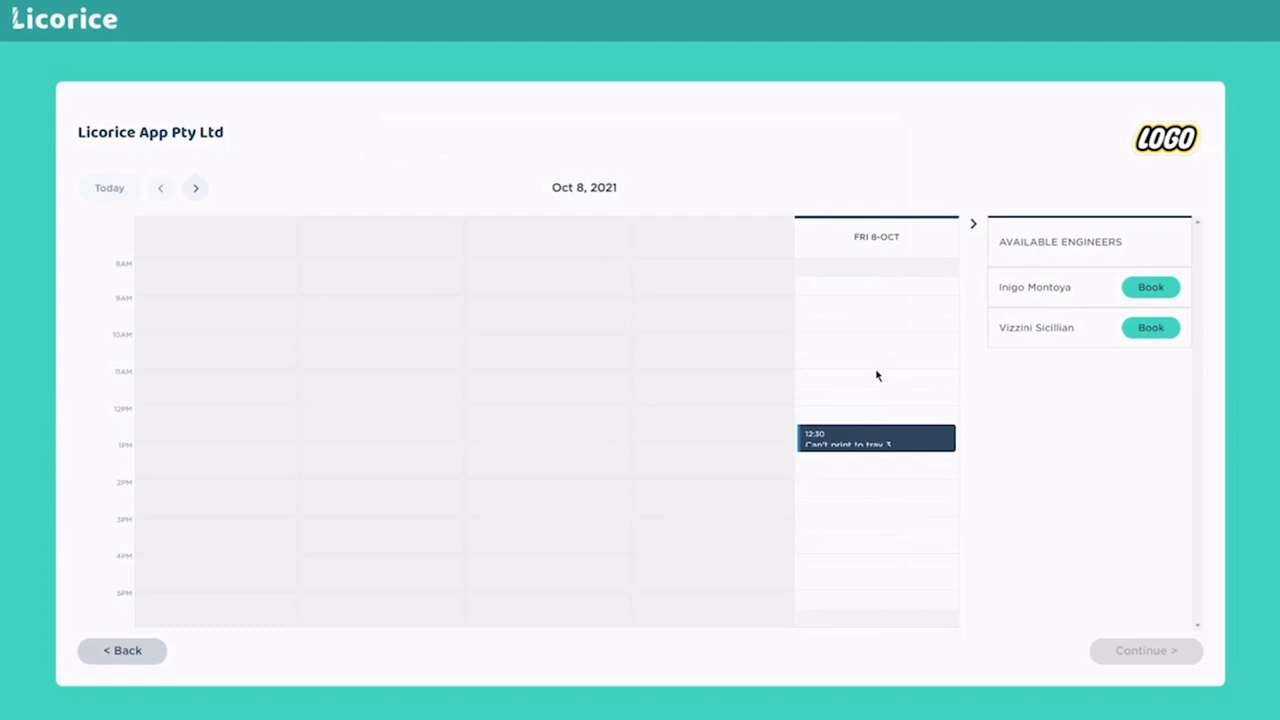 Licorice
Licorice App Pty Ltd
LOGO
Today
Oct 8, 2021
FRI 8-OCT
8AM
9AM
10AM
11AM
12PM
1PM
2PM
3PM
4PM
5PM
12:30
Can't print to tray 3
AVAILABLE ENGINEERS
Inigo Montoya Book
Vizzini Sicillian Book
< Back
Continue >